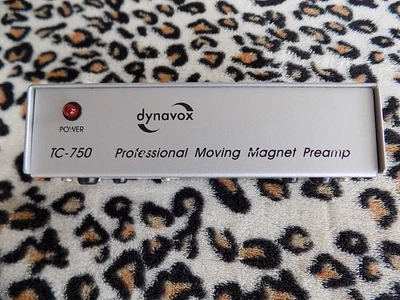 dynavox
POWER
TC-750 Professional Moving Magnet Preamp